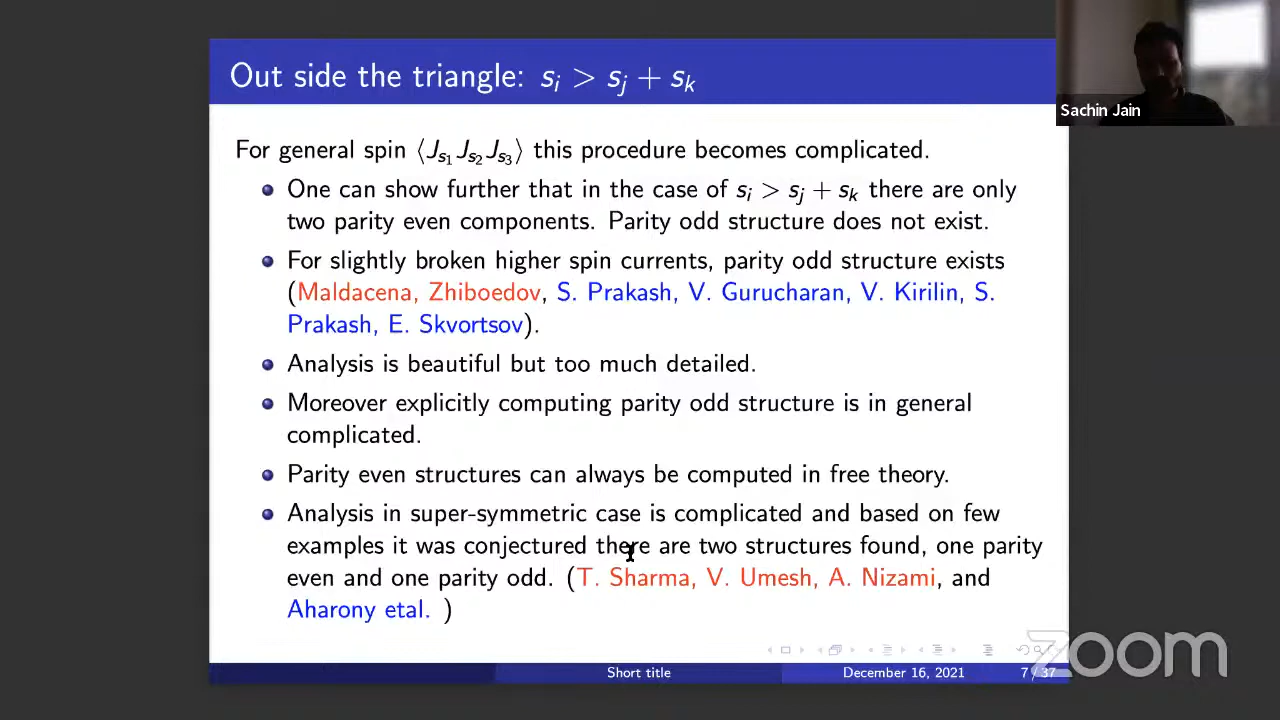 Out side the triangle: sᵢ > sⱼ + sₖ
Sachin Jain
For general spin ⟨Jₛ₁Jₛ₂Jₛ₃⟩ this procedure becomes complicated.
One can show further that in the case of sᵢ > sⱼ + sₖ there are only
two parity even components. Parity odd structure does not exist.
For slightly broken higher spin currents, parity odd structure exists
(Maldacena, Zhiboedov, S. Prakash, V. Gurucharan, V. Kirilin, S.
Prakash, E. Skvortsov).
Analysis is beautiful but too much detailed.
Moreover explicitly computing parity odd structure is in general
complicated.
Parity even structures can always be computed in free theory.
Analysis in super-symmetric case is complicated and based on few
examples it was conjectured there are two structures found, one parity
even and one parity odd. (T. Sharma, V. Umesh, A. Nizami, and
Aharony etal. )
Short title December 16, 2021 7 / 37
zoom